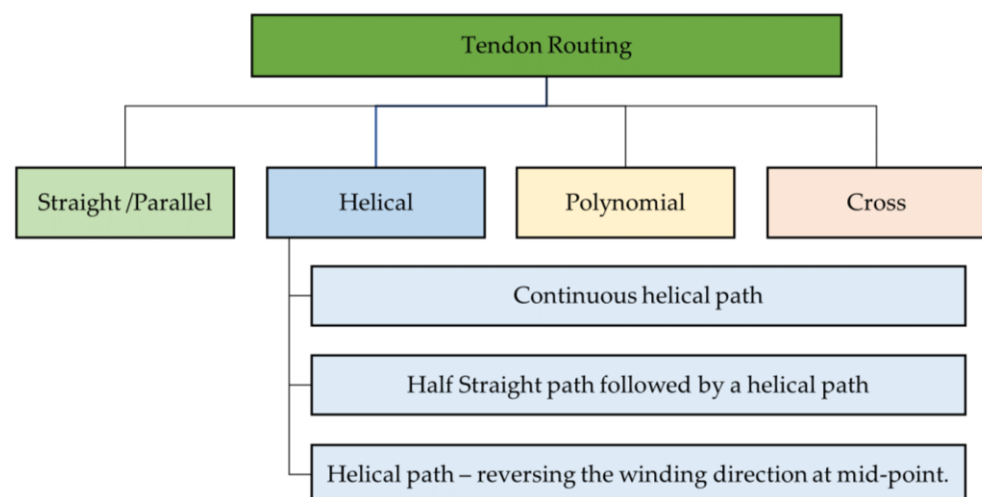 Tendon Routing
Straight /Parallel
Helical
Polynomial
Cross
Continuous helical path
Half Straight path followed by a helical path
Helical path – reversing the winding direction at mid-point.